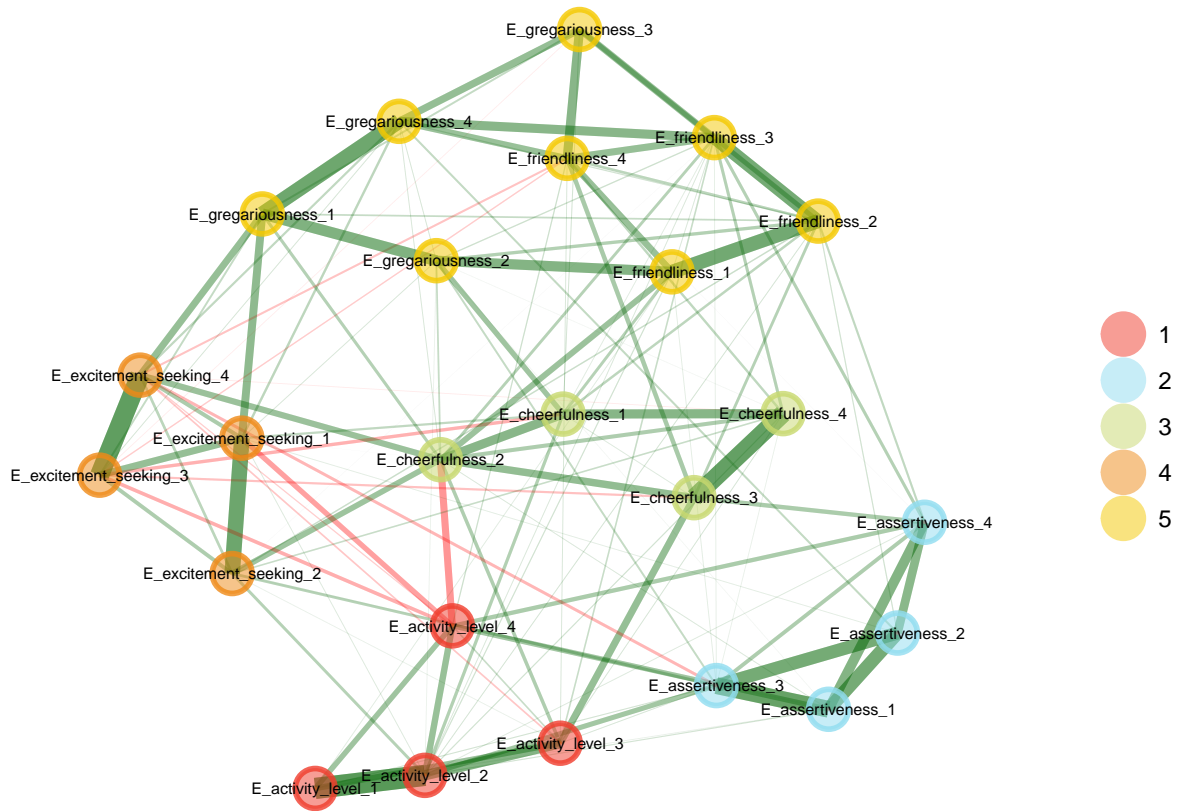 E_gregariousness_3
E_gregariousness_4
E_friendliness_3
E_friendliness_4
E_gregariousness_1
E_friendliness_2
E_gregariousness_2
E_friendliness_1
1
E_excitement_seeking_4
2
E_cheerfulness_1
E_cheerfulness_4
3
E_excitement_seeking_1
E_cheerfulness_2
4
E_excitement_seeking_3
E_cheerfulness_3
5
E_assertiveness_4
E_excitement_seeking_2
E_activity_level_4
E_assertiveness_2
E_assertiveness_3
E_assertiveness_1
E_activity_level_3
E_activity_level_2
E_activity_level_1